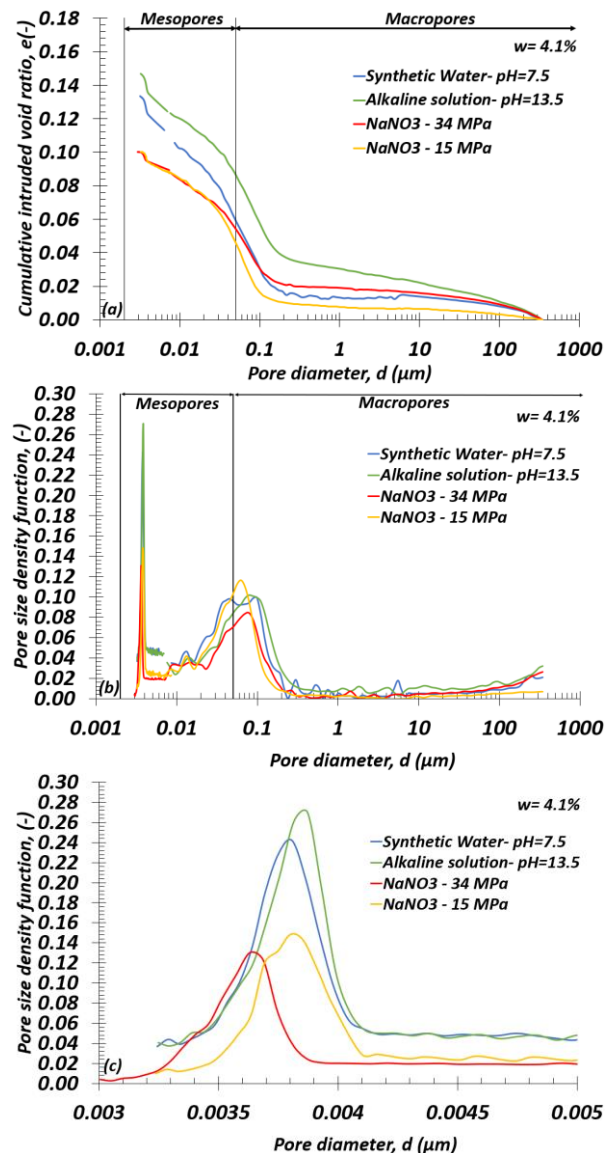 Mesopores Macropores
w= 4.1%
Synthetic Water- pH=7.5
Alkaline solution- pH=13.5
NaNO3 - 34 MPa
NaNO3 - 15 MPa
Cumulative intruded void ratio, e(-)
0.18
0.16
0.14
0.12
0.10
0.08
0.06
0.04
0.02
0.00
(a)
0.001 0.01 0.1 1 10 100 1000
Pore diameter, d (μm)
Mesopores Macropores
w= 4.1%
Synthetic Water- pH=7.5
Alkaline solution- pH=13.5
NaNO3 - 34 MPa
NaNO3 - 15 MPa
Pore size density function, (-)
0.30
0.28
0.26
0.24
0.22
0.20
0.18
0.16
0.14
0.12
0.10
0.08
0.06
0.04
0.02
0.00
(b)
0.001 0.01 0.1 1 10 100 1000
Pore diameter, d (μm)
w= 4.1%
Synthetic Water- pH=7.5
Alkaline solution- pH=13.5
NaNO3 - 34 MPa
NaNO3 - 15 MPa
Pore size density function, (-)
0.30
0.28
0.26
0.24
0.22
0.20
0.18
0.16
0.14
0.12
0.10
0.08
0.06
0.04
0.02
0.00
(c)
0.003 0.0035 0.004 0.0045 0.005
Pore diameter, d (μm)